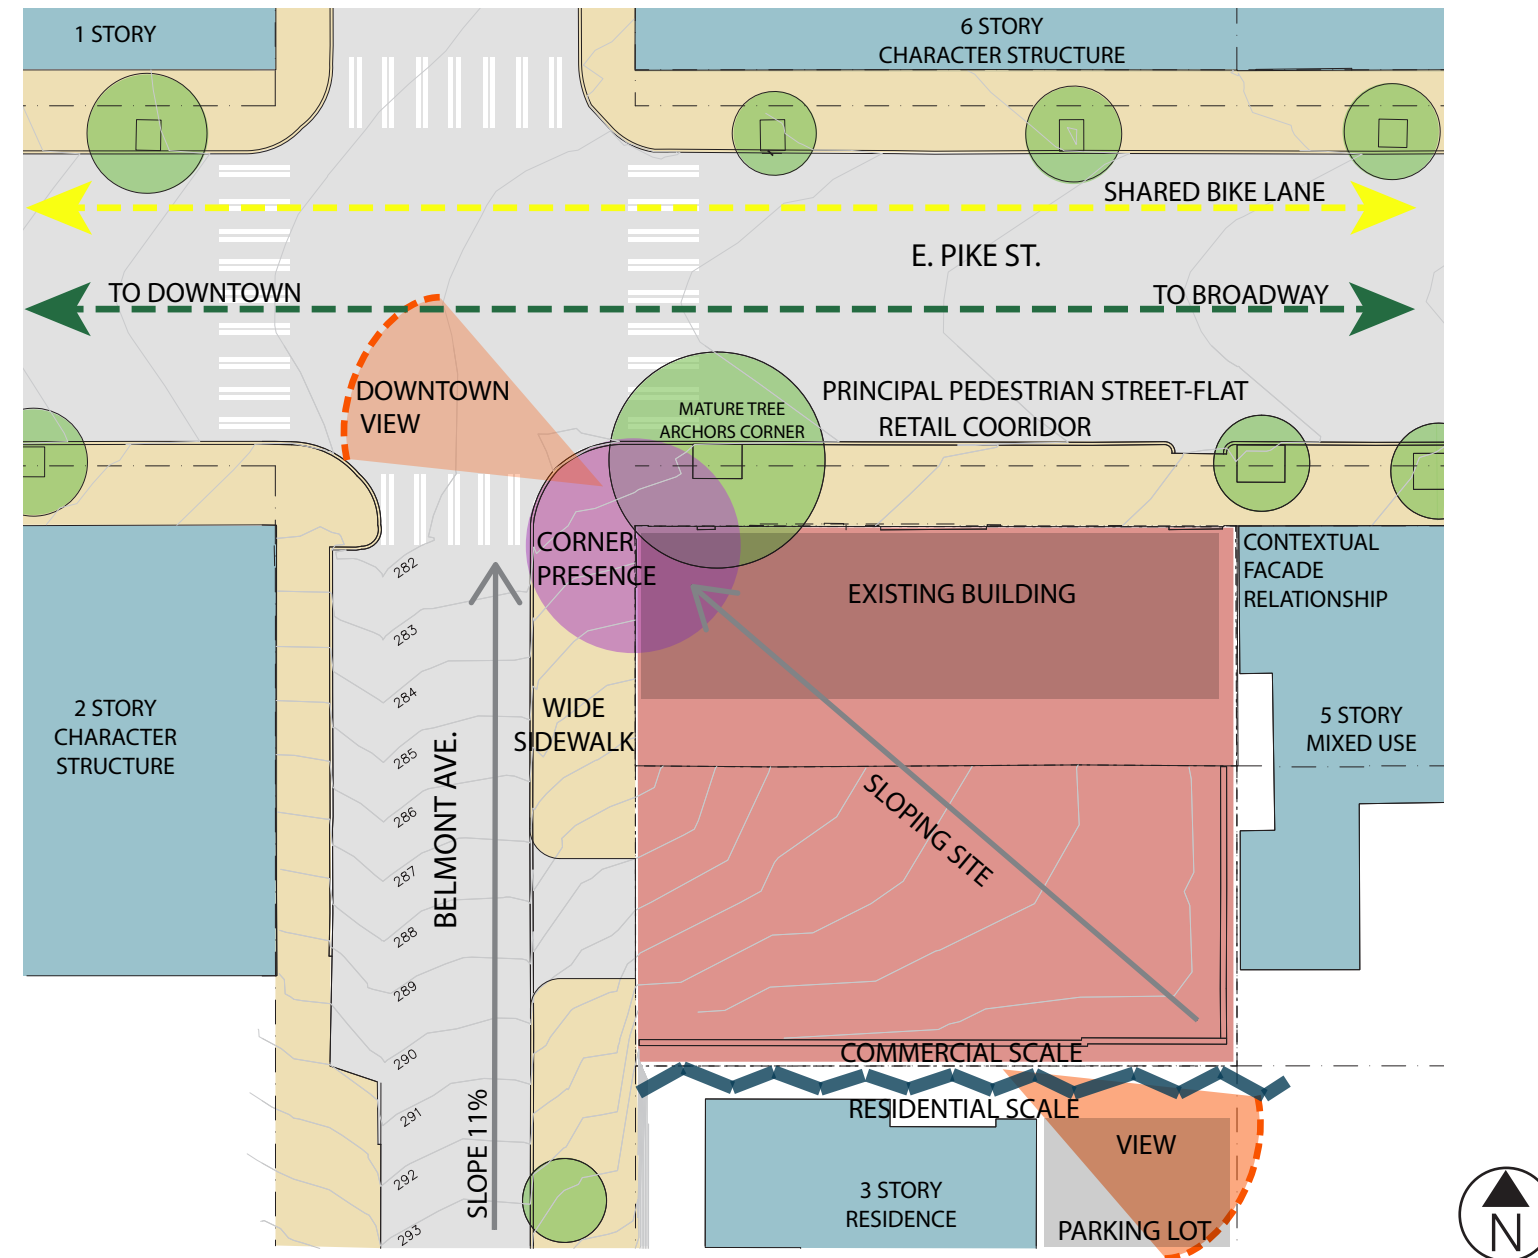 1 STORY
6 STORY
CHARACTER STRUCTURE
SHARED BIKE LANE
E. PIKE ST.
TO DOWNTOWN
TO BROADWAY
DOWNTOWN
VIEW
MATURE TREE
ARCHORS CORNER
PRINCIPAL PEDESTRIAN STREET-FLAT
RETAIL COORIDOR
CORNER
PRESENCE
EXISTING BUILDING
CONTEXTUAL
FACADE
RELATIONSHIP
282
283
284
285
286
287
288
289
290
291
292
293
2 STORY
CHARACTER
STRUCTURE
BELMONT AVE.
WIDE
SIDEWALK
SLOPING SITE
5 STORY
MIXED USE
SLOPE 11%
COMMERCIAL SCALE
RESIDENTIAL SCALE
VIEW
3 STORY
RESIDENCE
PARKING LOT
N